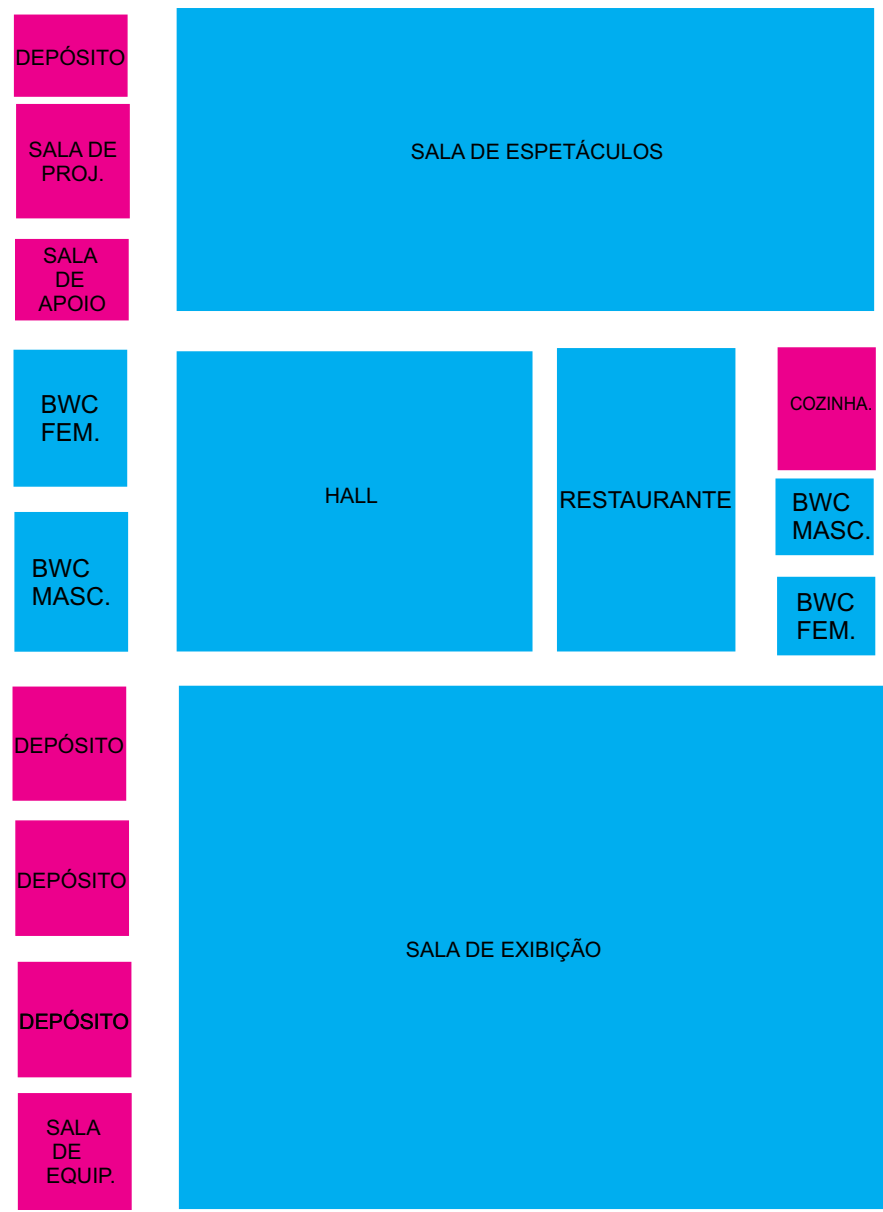 DEPÓSITO
SALA DE
PROJ.
SALA DE ESPETÁCULOS
SALA
DE
APOIO
BWC
FEM.
HALL
RESTAURANTE
COZINHA.
BWC
MASC.
BWC
MASC.
BWC
FEM.
DEPÓSITO
DEPÓSITO
SALA DE EXIBIÇÃO
DEPÓSITO
SALA
DE
EQUIP.